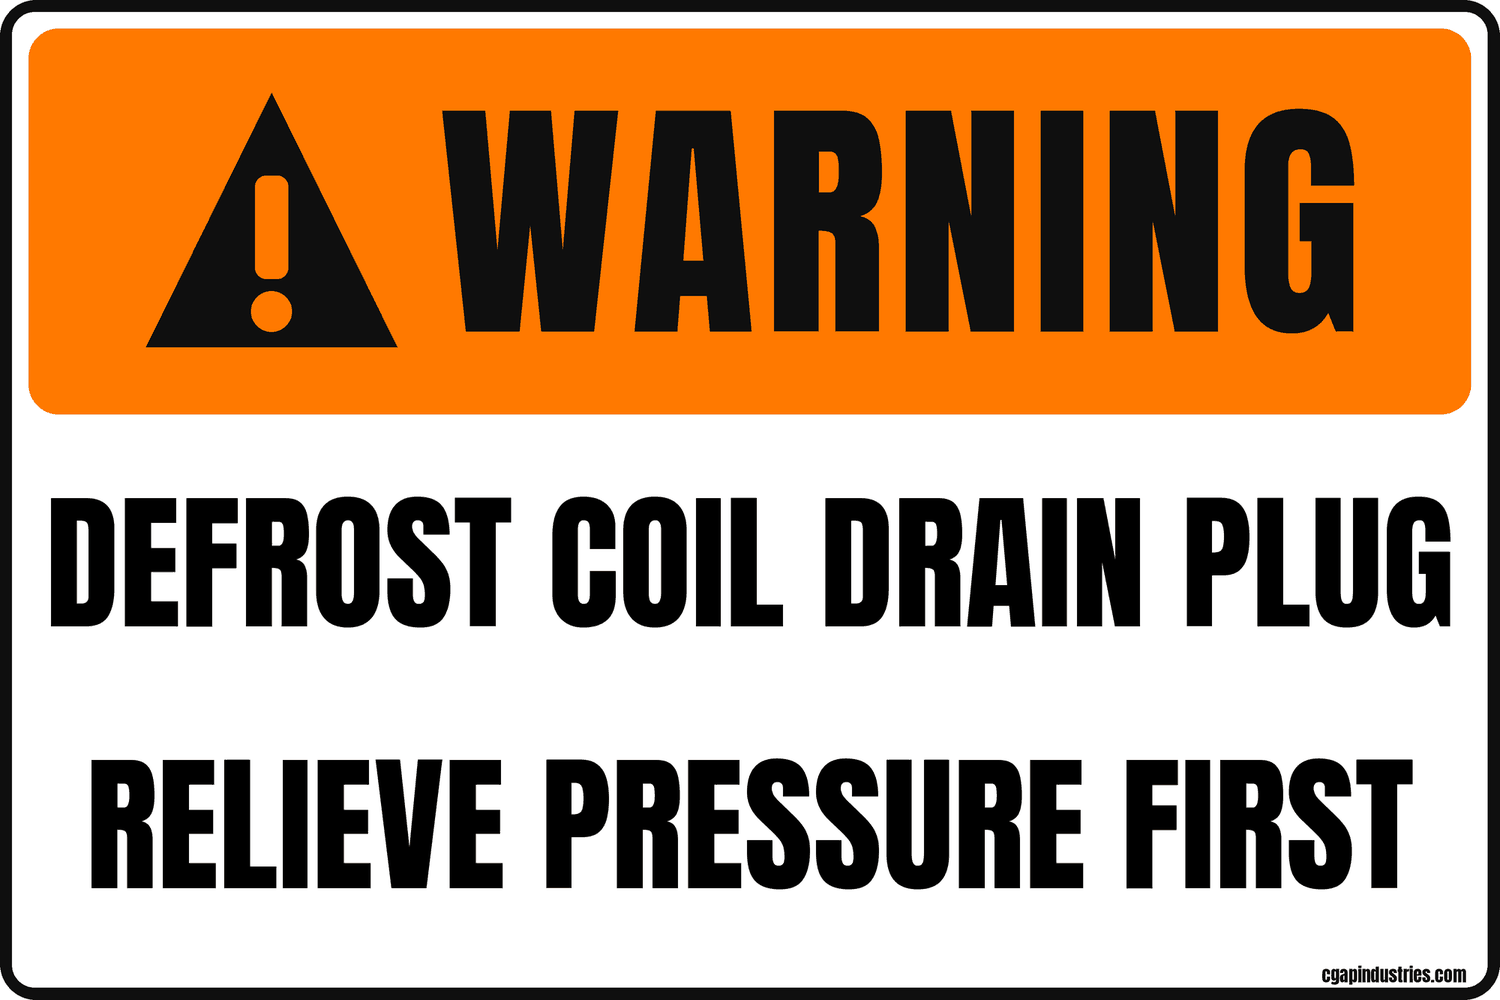 WARNING
DEFROST COIL DRAIN PLUG
RELIEVE PRESSURE FIRST
cgapindustries.com